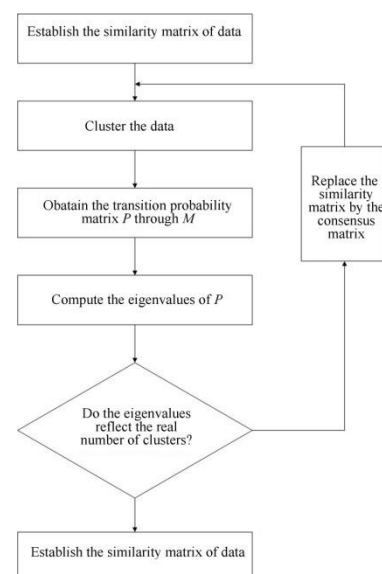 Establish the similarity matrix of data
Cluster the data
Obatain the transition probability
matrix P through M
Replace the
similarity
matrix by the
consensus
matrix
Compute the eigenvalues of P
Do the eigenvalues
reflect the real
number of clusters?
Establish the similarity matrix of data